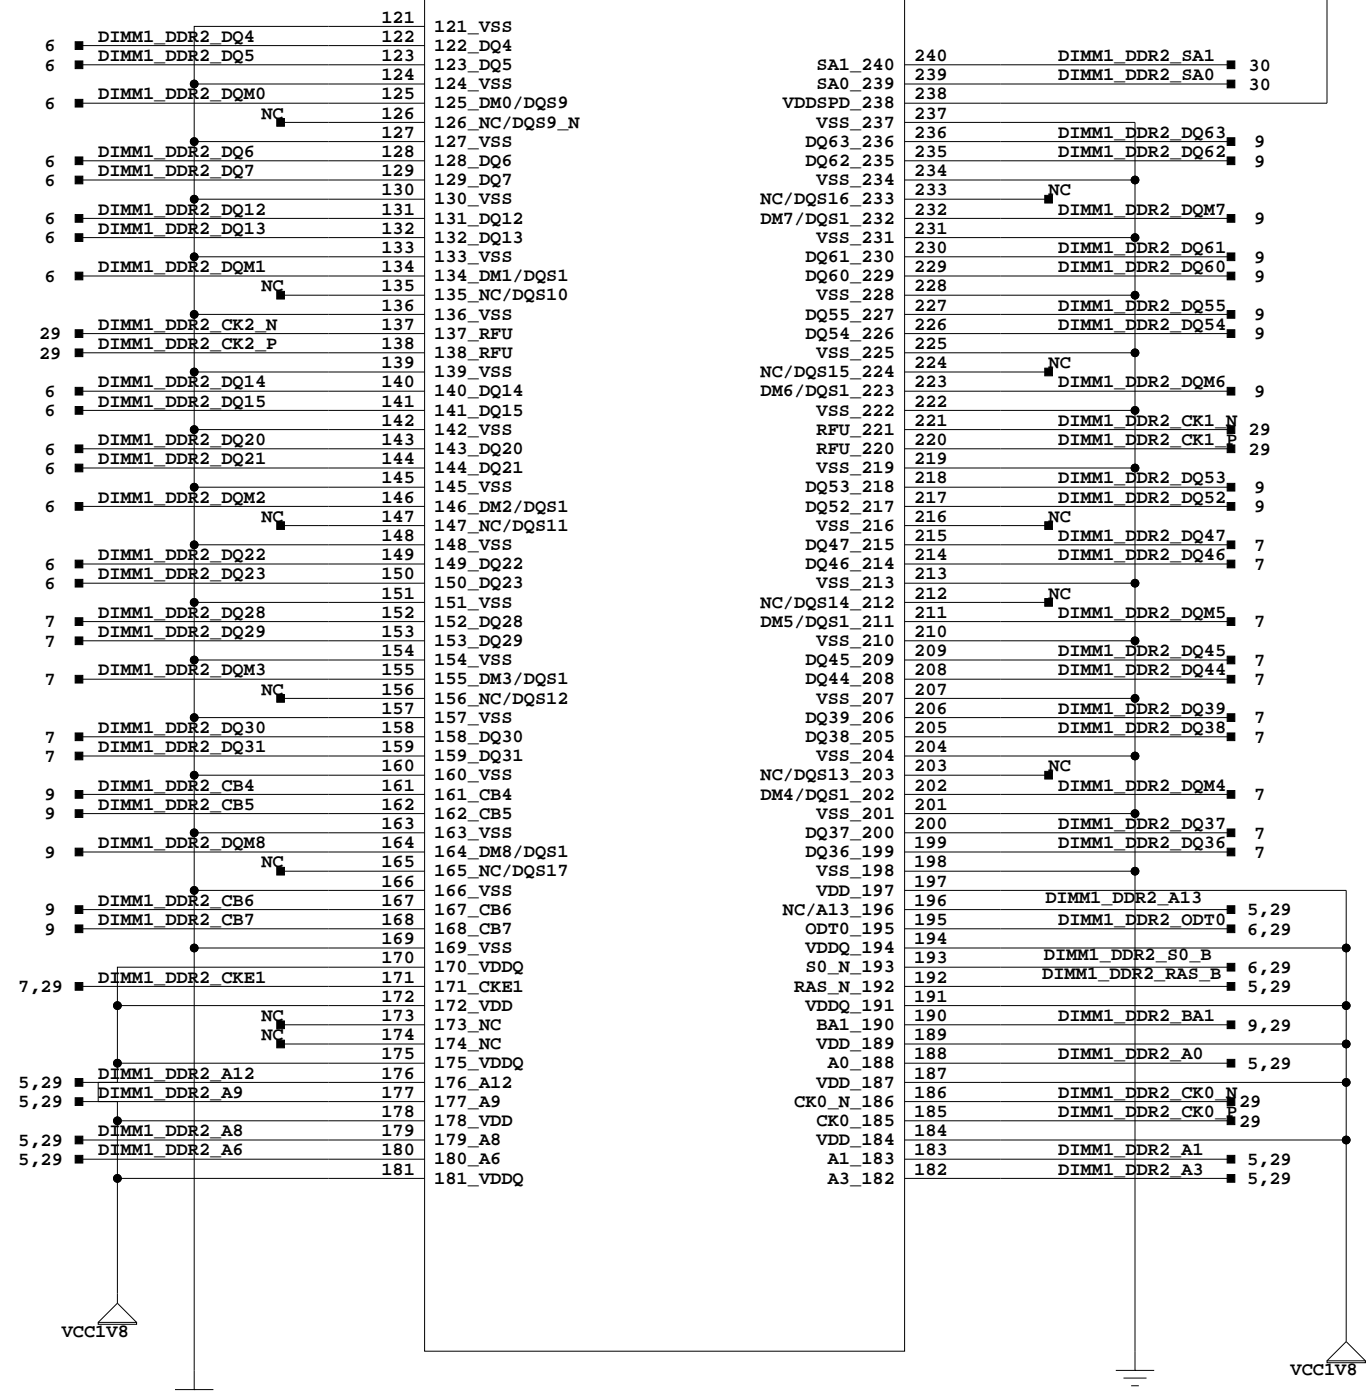 121 121_VSS
6 DIMM1_DDR2_DQ4 122 122_DQ4
6 DIMM1_DDR2_DQ5 123 123_DQ5
124 124_VSS
6 DIMM1_DDR2_DQM0 125 125_DM0/DQS9
NC 126 126_NC/DQS9_N
127 127_VSS
6 DIMM1_DDR2_DQ6 128 128_DQ6
6 DIMM1_DDR2_DQ7 129 129_DQ7
130 130_VSS
6 DIMM1_DDR2_DQ12 131 131_DQ12
6 DIMM1_DDR2_DQ13 132 132_DQ13
133 133_VSS
6 DIMM1_DDR2_DQM1 134 134_DM1/DQS1
NC 135 135_NC/DQS10
136 136_VSS
29 DIMM1_DDR2_CK2_N 137 137_RFU
29 DIMM1_DDR2_CK2_P 138 138_RFU
139 139_VSS
6 DIMM1_DDR2_DQ14 140 140_DQ14
6 DIMM1_DDR2_DQ15 141 141_DQ15
142 142_VSS
6 DIMM1_DDR2_DQ20 143 143_DQ20
6 DIMM1_DDR2_DQ21 144 144_DQ21
145 145_VSS
6 DIMM1_DDR2_DQM2 146 146_DM2/DQS1
NC 147 147_NC/DQS11
148 148_VSS
6 DIMM1_DDR2_DQ22 149 149_DQ22
6 DIMM1_DDR2_DQ23 150 150_DQ23
151 151_VSS
7 DIMM1_DDR2_DQ28 152 152_DQ28
7 DIMM1_DDR2_DQ29 153 153_DQ29
154 154_VSS
7 DIMM1_DDR2_DQM3 155 155_DM3/DQS1
NC 156 156_NC/DQS12
157 157_VSS
7 DIMM1_DDR2_DQ30 158 158_DQ30
7 DIMM1_DDR2_DQ31 159 159_DQ31
160 160_VSS
9 DIMM1_DDR2_CB4 161 161_CB4
9 DIMM1_DDR2_CB5 162 162_CB5
163 163_VSS
9 DIMM1_DDR2_DQM8 164 164_DM8/DQS1
NC 165 165_NC/DQS17
166 166_VSS
9 DIMM1_DDR2_CB6 167 167_CB6
9 DIMM1_DDR2_CB7 168 168_CB7
169 169_VSS
170 170_VDDQ
7,29 DIMM1_DDR2_CKE1 171 171_CKE1
172 172_VDD
NC 173 173_NC
NC 174 174_NC
175 175_VDDQ
5,29 DIMM1_DDR2_A12 176 176_A12
5,29 DIMM1_DDR2_A9 177 177_A9
178 178_VDD
5,29 DIMM1_DDR2_A8 179 179_A8
5,29 DIMM1_DDR2_A6 180 180_A6
181 181_VDDQ
VCC1V8
SA1_240 240 DIMM1_DDR2_SA1 30
SA0_239 239 DIMM1_DDR2_SA0 30
VDDSPD_238 238
VSS_237 237
DQ63_236 236 DIMM1_DDR2_DQ63 9
DQ62_235 235 DIMM1_DDR2_DQ62 9
VSS_234 234
NC/DQS16_233 233 NC
DM7/DQS1_232 232 DIMM1_DDR2_DQM7 9
VSS_231 231
DQ61_230 230 DIMM1_DDR2_DQ61 9
DQ60_229 229 DIMM1_DDR2_DQ60 9
VSS_228 228
DQ55_227 227 DIMM1_DDR2_DQ55 9
DQ54_226 226 DIMM1_DDR2_DQ54 9
VSS_225 225
NC/DQS15_224 224 NC
DM6/DQS1_223 223 DIMM1_DDR2_DQM6 9
VSS_222 222
RFU_221 221 DIMM1_DDR2_CK1_N 29
RFU_220 220 DIMM1_DDR2_CK1_P 29
VSS_219 219
DQ53_218 218 DIMM1_DDR2_DQ53 9
DQ52_217 217 DIMM1_DDR2_DQ52 9
VSS_216 216 NC
DQ47_215 215 DIMM1_DDR2_DQ47 7
DQ46_214 214 DIMM1_DDR2_DQ46 7
VSS_213 213
NC/DQS14_212 212 NC
DM5/DQS1_211 211 DIMM1_DDR2_DQM5 7
VSS_210 210
DQ45_209 209 DIMM1_DDR2_DQ45 7
DQ44_208 208 DIMM1_DDR2_DQ44 7
VSS_207 207
DQ39_206 206 DIMM1_DDR2_DQ39 7
DQ38_205 205 DIMM1_DDR2_DQ38 7
VSS_204 204
NC/DQS13_203 203 NC
DM4/DQS1_202 202 DIMM1_DDR2_DQM4 7
VSS_201 201
DQ37_200 200 DIMM1_DDR2_DQ37 7
DQ36_199 199 DIMM1_DDR2_DQ36 7
VSS_198 198
VDD_197 197
NC/A13_196 196 DIMM1_DDR2_A13 5,29
ODT0_195 195 DIMM1_DDR2_ODT0 6,29
VDDQ_194 194
S0_N_193 193 DIMM1_DDR2_S0_B 6,29
RAS_N_192 192 DIMM1_DDR2_RAS_B 5,29
VDDQ_191 191
BA1_190 190 DIMM1_DDR2_BA1 9,29
VDD_189 189
A0_188 188 DIMM1_DDR2_A0 5,29
VDD_187 187
CK0_N_186 186 DIMM1_DDR2_CK0_N 29
CK0_185 185 DIMM1_DDR2_CK0_P 29
VDD_184 184
A1_183 183 DIMM1_DDR2_A1 5,29
A3_182 182 DIMM1_DDR2_A3 5,29
VCC1V8